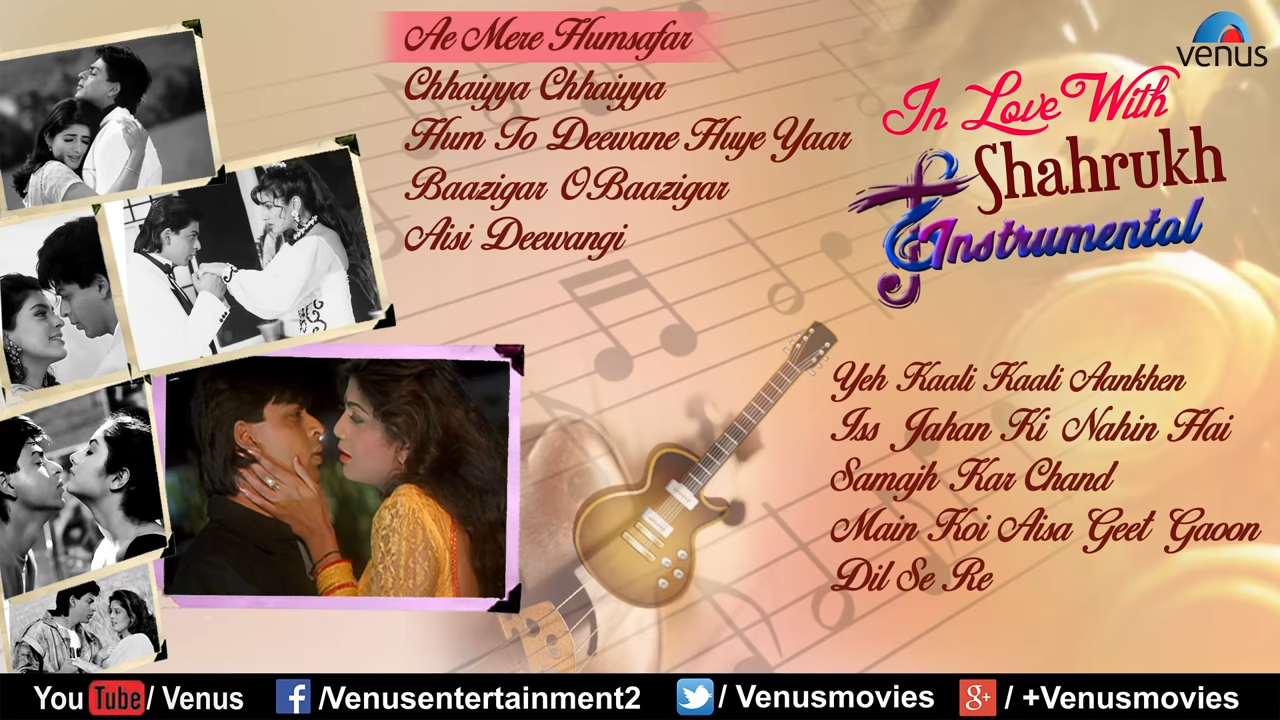 Ae Mere Humsafar
Chhaiyya Chhaiyya
Hum To Deewane Huye Yaar
Baazigar O Baazigar
Aisi Deewangi
venus
In Love With
Shahrukh
Instrumental
Yeh Kaali Kaali Aankhen
Iss Jahan Ki Nahin Hai
Samajh Kar Chand
Main Koi Aisa Geet Gaoon
Dil Se Re
You Tube / Venus
f /Venusentertainment2
/ Venusmovies
g+ / +Venusmovies